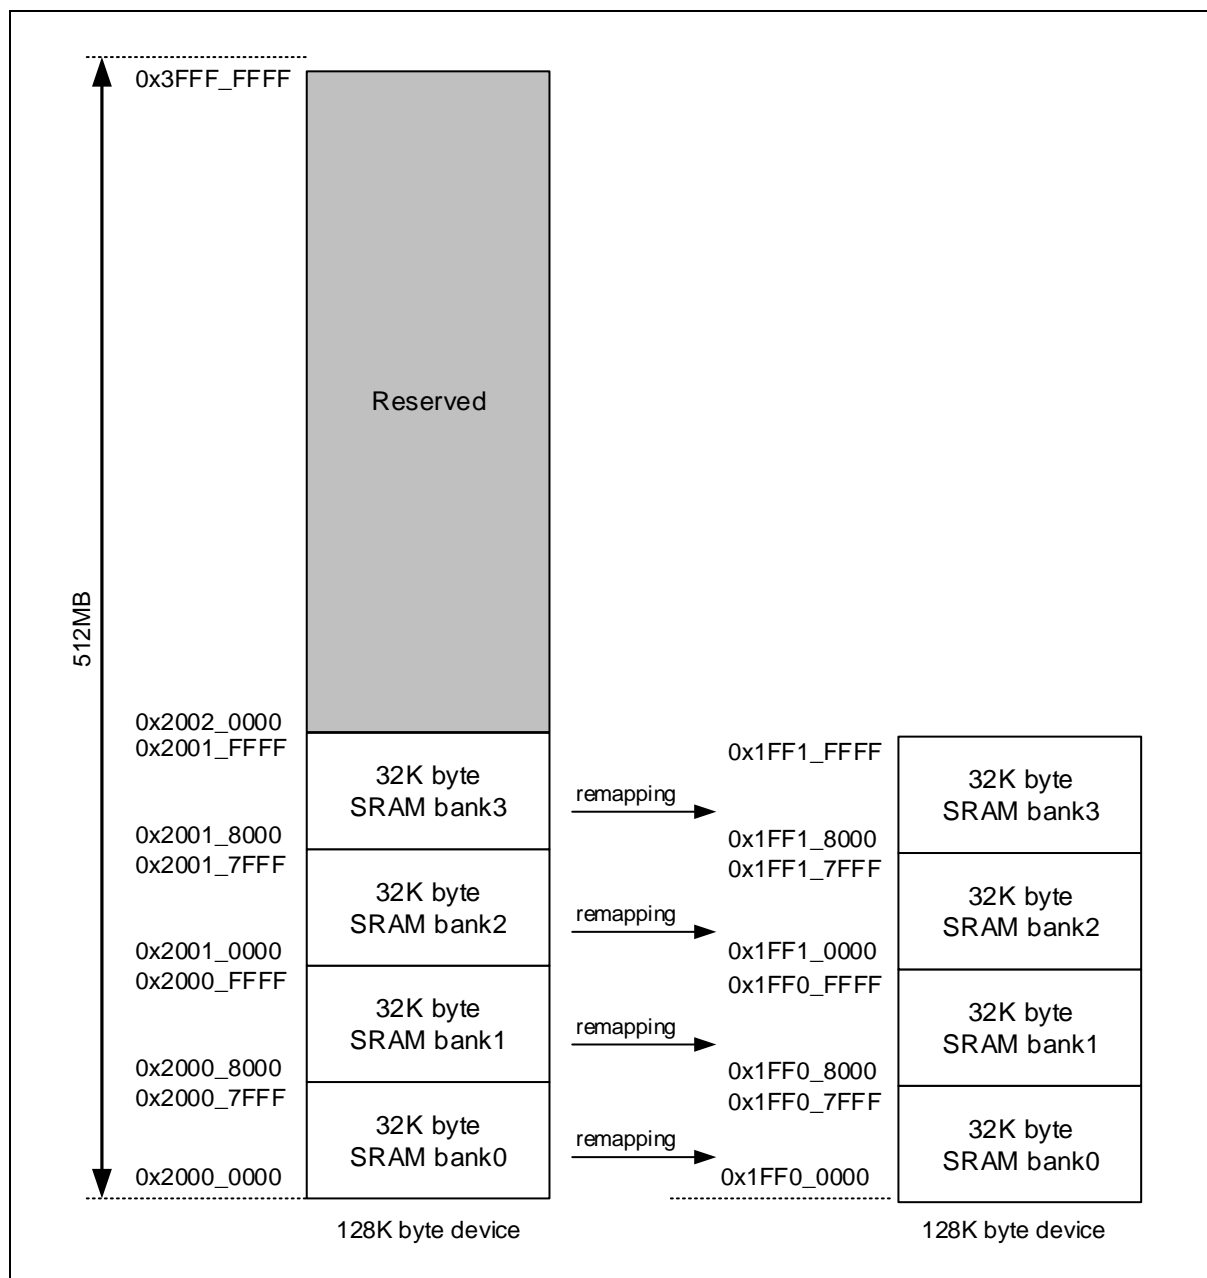 0x3FFF_FFFF
Reserved
512MB
0x2002_0000
0x2001_FFFF
32K byte
SRAM bank3
0x2001_8000
0x2001_7FFF
32K byte
SRAM bank2
0x2001_0000
0x2000_FFFF
32K byte
SRAM bank1
0x2000_8000
0x2000_7FFF
32K byte
SRAM bank0
0x2000_0000
128K byte device
remapping
remapping
remapping
remapping
0x1FF1_FFFF
32K byte
SRAM bank3
0x1FF1_8000
0x1FF1_7FFF
32K byte
SRAM bank2
0x1FF1_0000
0x1FF0_FFFF
32K byte
SRAM bank1
0x1FF0_8000
0x1FF0_7FFF
32K byte
SRAM bank0
0x1FF0_0000
128K byte device